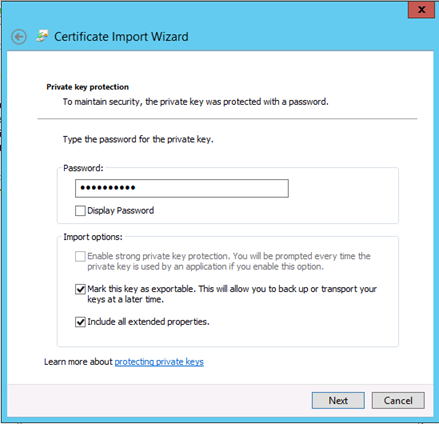 Certificate Import Wizard
Private key protection
To maintain security, the private key was protected with a password.
Type the password for the private key.
Password:
••••••••••
Display Password
Import options:
Enable strong private key protection. You will be prompted every time the
private key is used by an application if you enable this option.
Mark this key as exportable. This will allow you to back up or transport your
keys at a later time.
Include all extended properties.
Learn more about protecting private keys
Next
Cancel